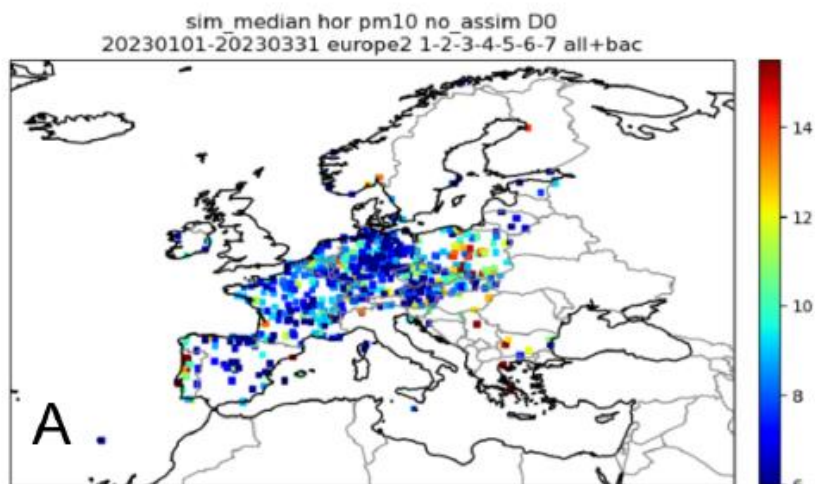 sim_median hor pm10 no_assim D0
20230101-20230331 europe2 1-2-3-4-5-6-7 all+bac
14
12
10
8
6
A